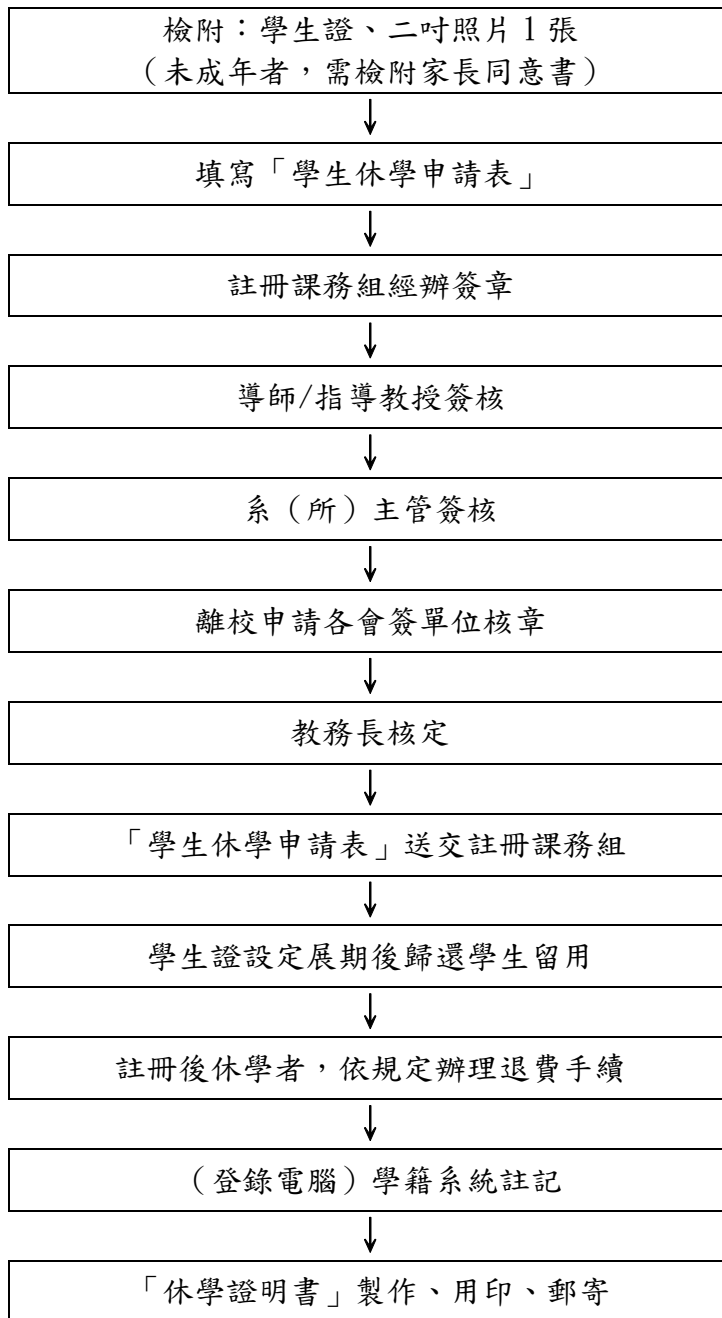 檢附：學生證、二吋照片1張
（未成年者，需檢附家長同意書）
填寫「學生休學申請表」
註冊課務組經辦簽章
導師/指導教授簽核
系（所）主管簽核
離校申請各會簽單位核章
教務長核定
「學生休學申請表」送交註冊課務組
學生證設定展期後歸還學生留用
註冊後休學者，依規定辦理退費手續
（登錄電腦）學籍系統註記
「休學證明書」製作、用印、郵寄